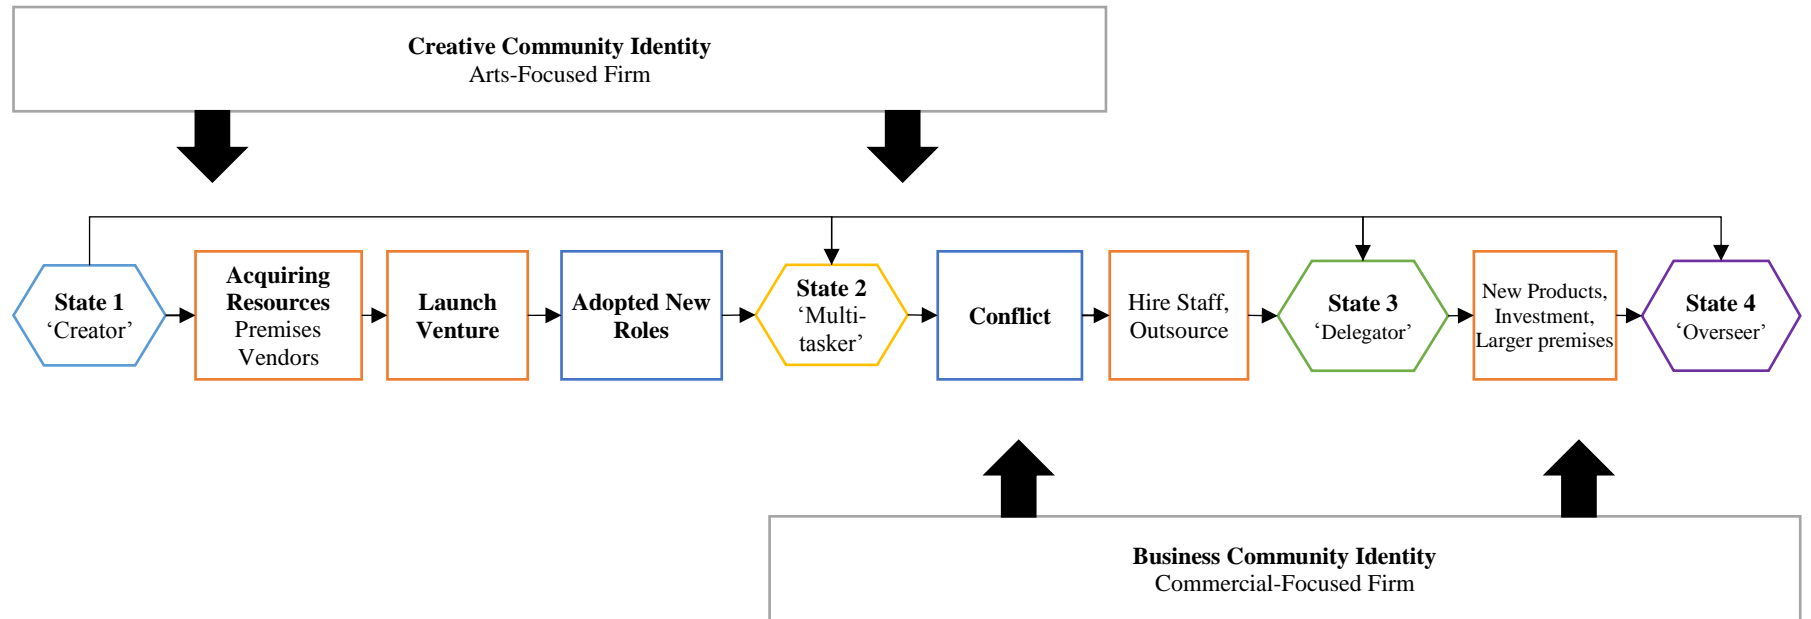 Creative Community Identity
Arts-Focused Firm
State 1
‘Creator’
Acquiring
Resources
Premises
Vendors
Launch
Venture
Adopted New
Roles
State 2
‘Multi-
tasker’
Conflict
Hire Staff,
Outsource
State 3
‘Delegator’
New Products,
Investment,
Larger premises
State 4
‘Overseer’
Business Community Identity
Commercial-Focused Firm